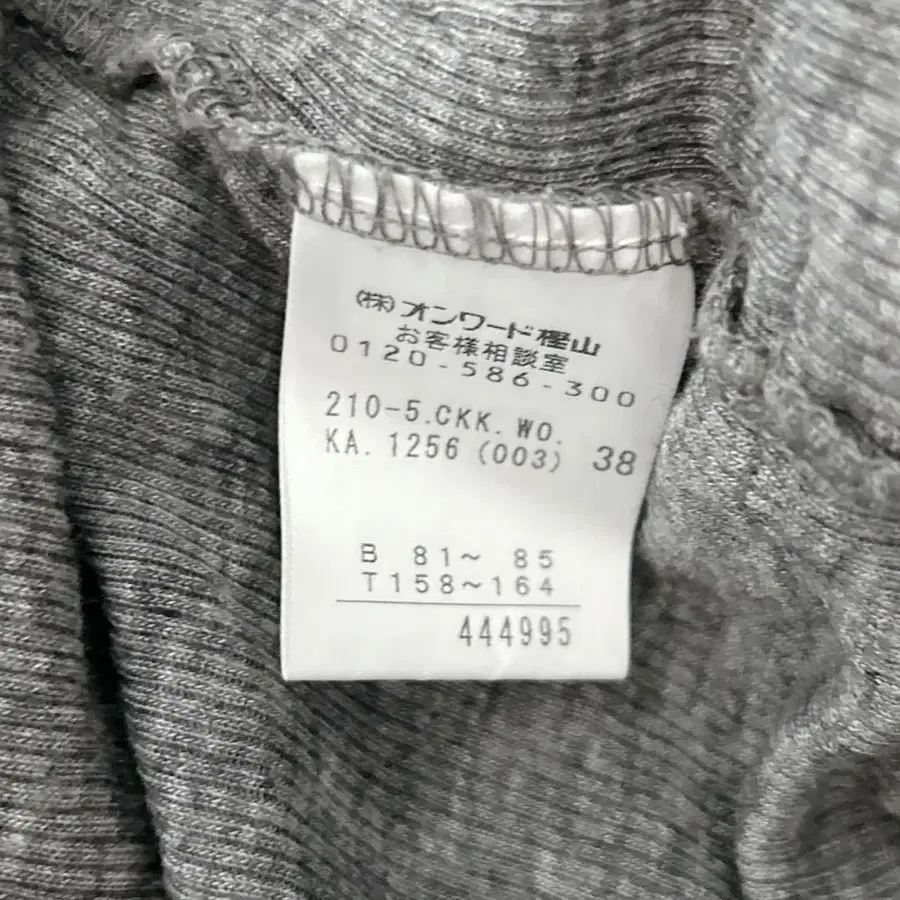 (株)オンワード樫山
お客様相談室
0120-586-300
210-5.CKK.WO.
KA.1256(003) 38
B 81~ 85
T158~164
444995